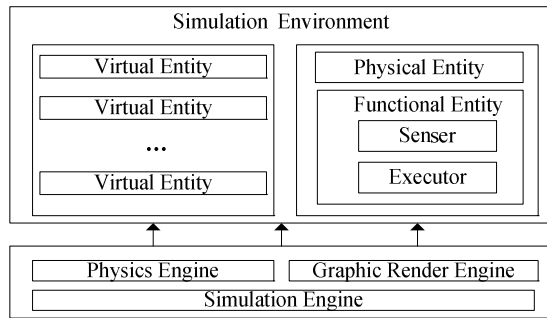 Simulation Environment
Virtual Entity
Virtual Entity
...
Virtual Entity
Physical Entity
Functional Entity
Senser
Executor
Physics Engine
Graphic Render Engine
Simulation Engine